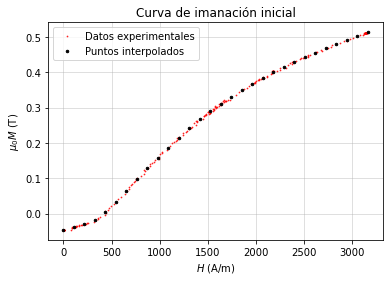 Curva de imanación inicial
Datos experimentales
Puntos interpolados
0.5
0.4
0.3
0.2
0.1
0.0
μ₀M (T)
0 500 1000 1500 2000 2500 3000
H (A/m)